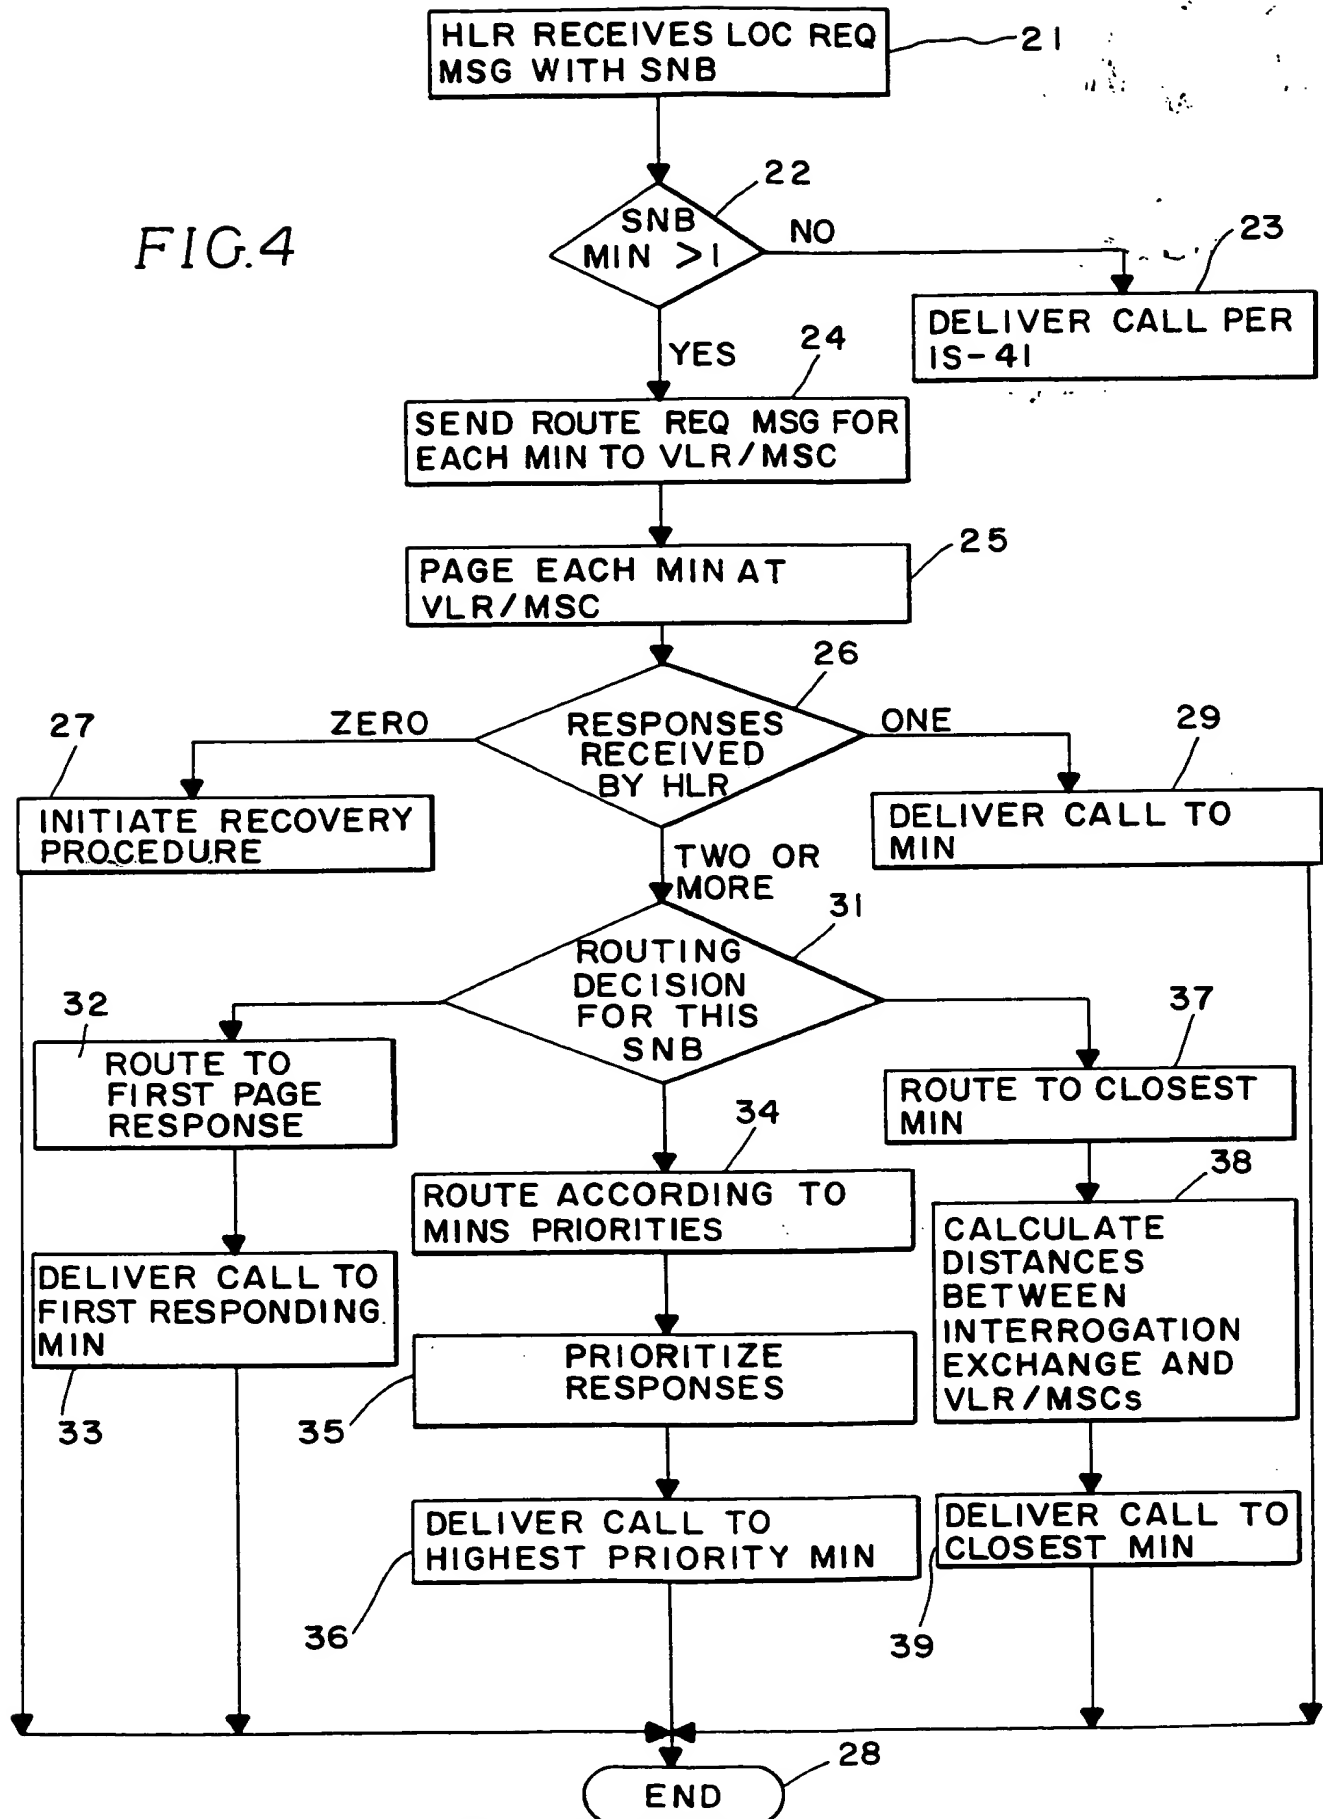 HLR RECEIVES LOC REQ
MSG WITH SNB
21
22
SNB
MIN >1
NO
FIG.4
23
DELIVER CALL PER
IS-41
YES
24
SEND ROUTE REQ MSG FOR
EACH MIN TO VLR/MSC
25
PAGE EACH MIN AT
VLR/MSC
26
27
ZERO
RESPONSES
RECEIVED
BY HLR
ONE
29
INITIATE RECOVERY
PROCEDURE
DELIVER CALL TO
MIN
TWO OR
MORE
31
ROUTING
DECISION
FOR THIS
SNB
32
ROUTE TO
FIRST PAGE
RESPONSE
37
ROUTE TO CLOSEST
MIN
34
ROUTE ACCORDING TO
MINS PRIORITIES
38
CALCULATE
DISTANCES
BETWEEN
INTERROGATION
EXCHANGE AND
VLR/MSCs
DELIVER CALL TO
FIRST RESPONDING
MIN
33
PRIORITIZE
RESPONSES
35
DELIVER CALL TO
HIGHEST PRIORITY MIN
36
DELIVER CALL TO
CLOSEST MIN
39
28
END